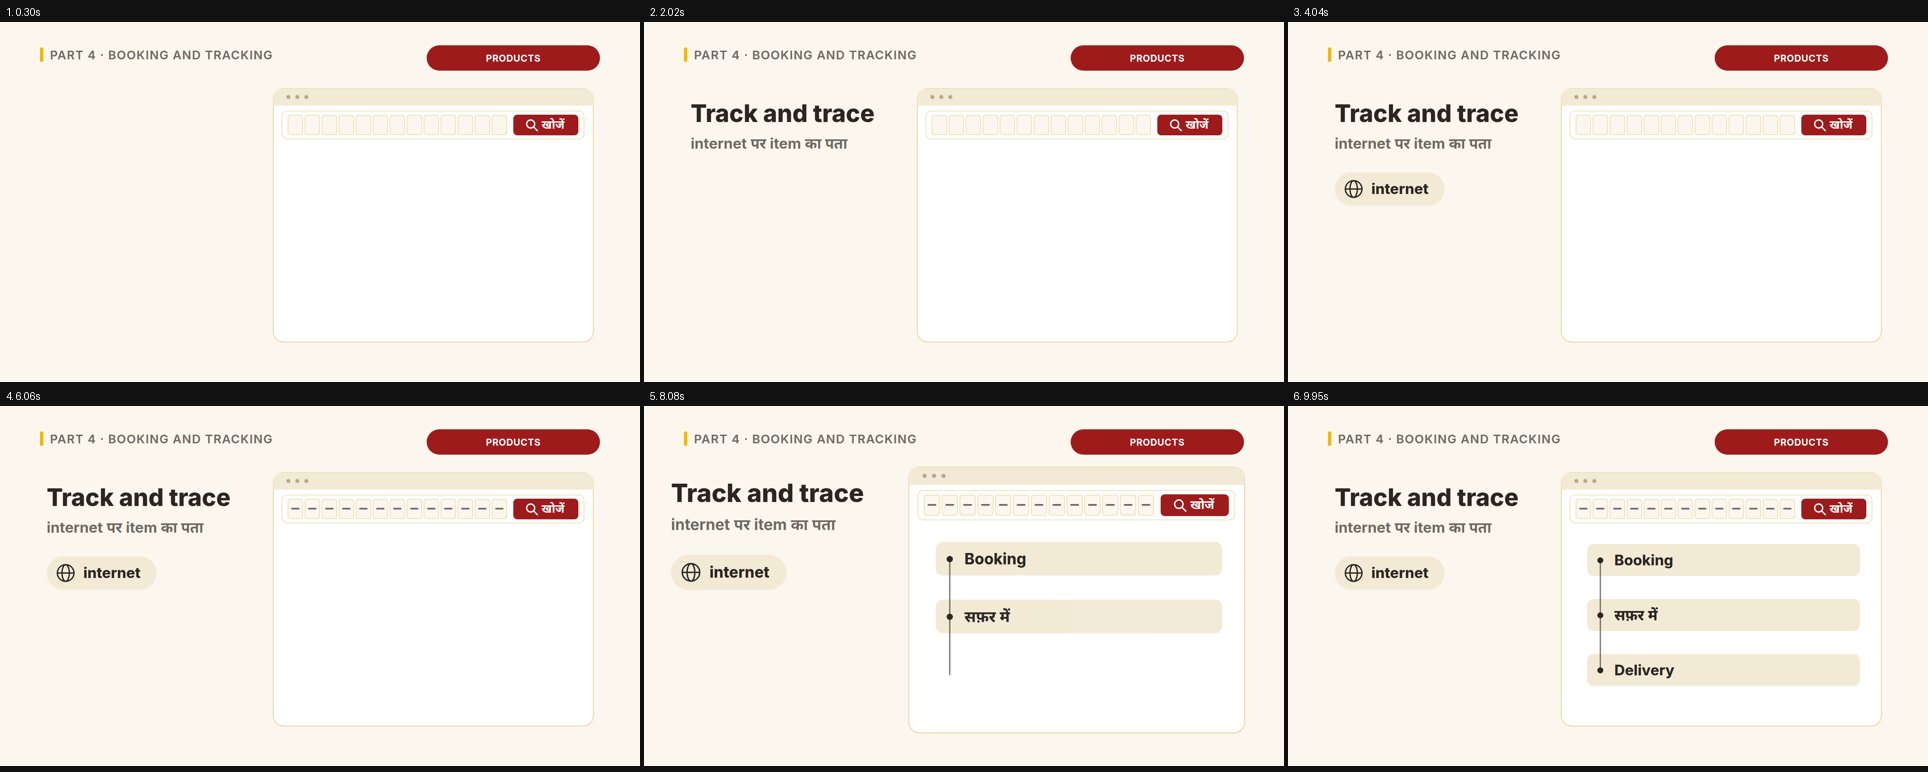 1. 0.30s
PART 4 · BOOKING AND TRACKING
PRODUCTS
खोजें
2. 2.02s
PART 4 · BOOKING AND TRACKING
PRODUCTS
Track and trace
internet पर item का पता
खोजें
3. 4.04s
PART 4 · BOOKING AND TRACKING
PRODUCTS
Track and trace
internet पर item का पता
internet
खोजें
4. 6.06s
PART 4 · BOOKING AND TRACKING
PRODUCTS
Track and trace
internet पर item का पता
internet
खोजें
5. 8.08s
PART 4 · BOOKING AND TRACKING
PRODUCTS
Track and trace
internet पर item का पता
internet
खोजें
Booking
सफ़र में
6. 9.95s
PART 4 · BOOKING AND TRACKING
PRODUCTS
Track and trace
internet पर item का पता
internet
खोजें
Booking
सफ़र में
Delivery